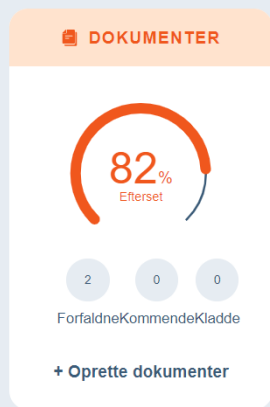 DOKUMENTER
82%
Efterset
2 0 0
ForfaldneKommendeKladde
+ Oprette dokumenter